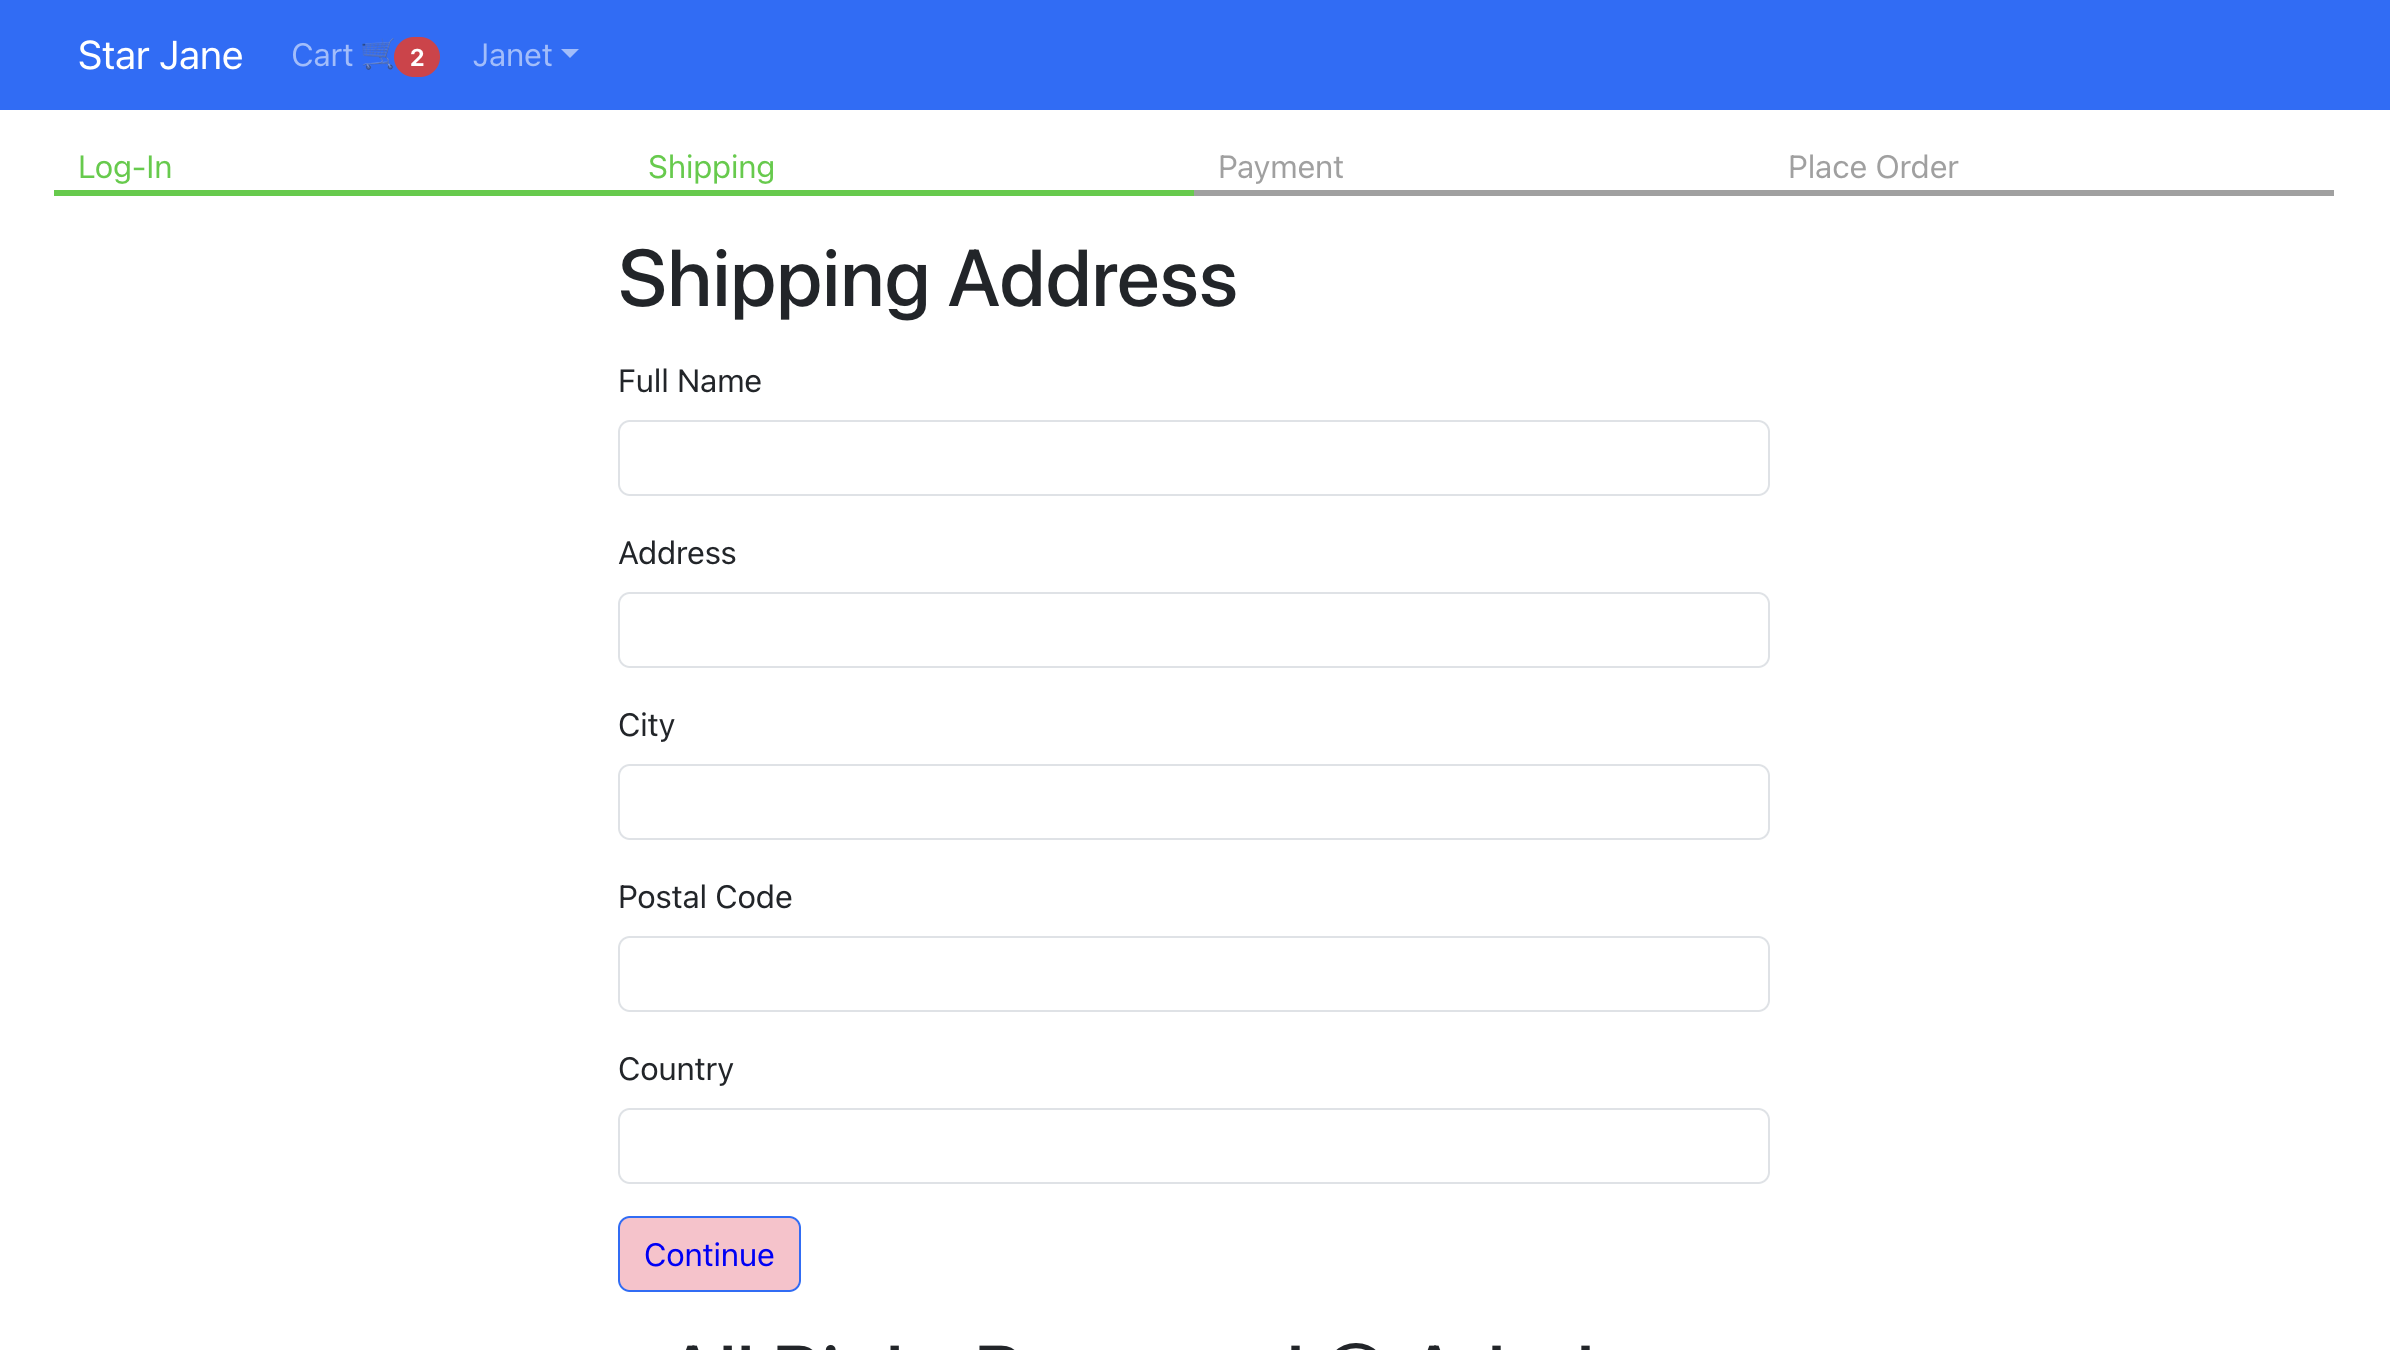 Star Jane Cart 2 Janet
Log-In Shipping Payment Place Order
Shipping Address
Full Name
Address
City
Postal Code
Country
Continue